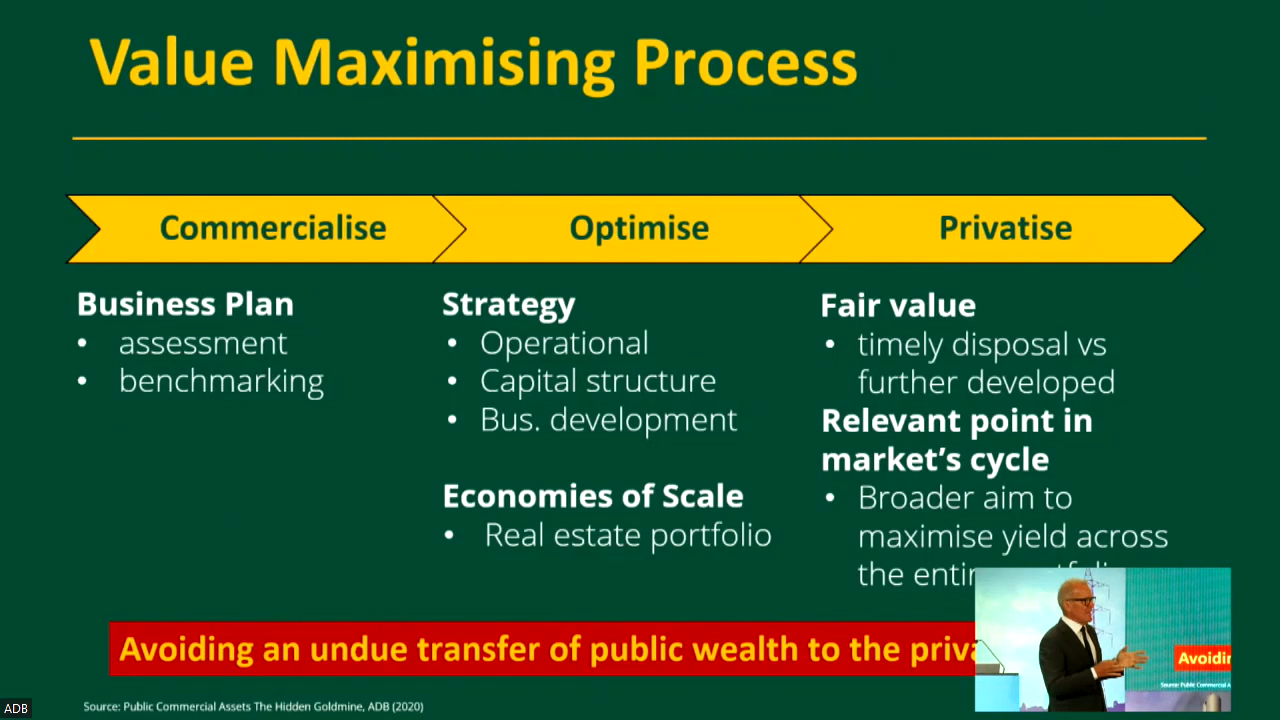 Value Maximising Process
Commercialise
Optimise
Privatise
Business Plan
• assessment
• benchmarking
Strategy
• Operational
• Capital structure
• Bus. development
Economies of Scale
• Real estate portfolio
Fair value
• timely disposal vs
further developed
Relevant point in
market’s cycle
• Broader aim to
maximise yield across
the
Avoiding an undue transfer of public wealth to the
Source: Public Commercial Assets The Hidden Goldmine, ADB (2020)
ADB
Source: Public Commercial